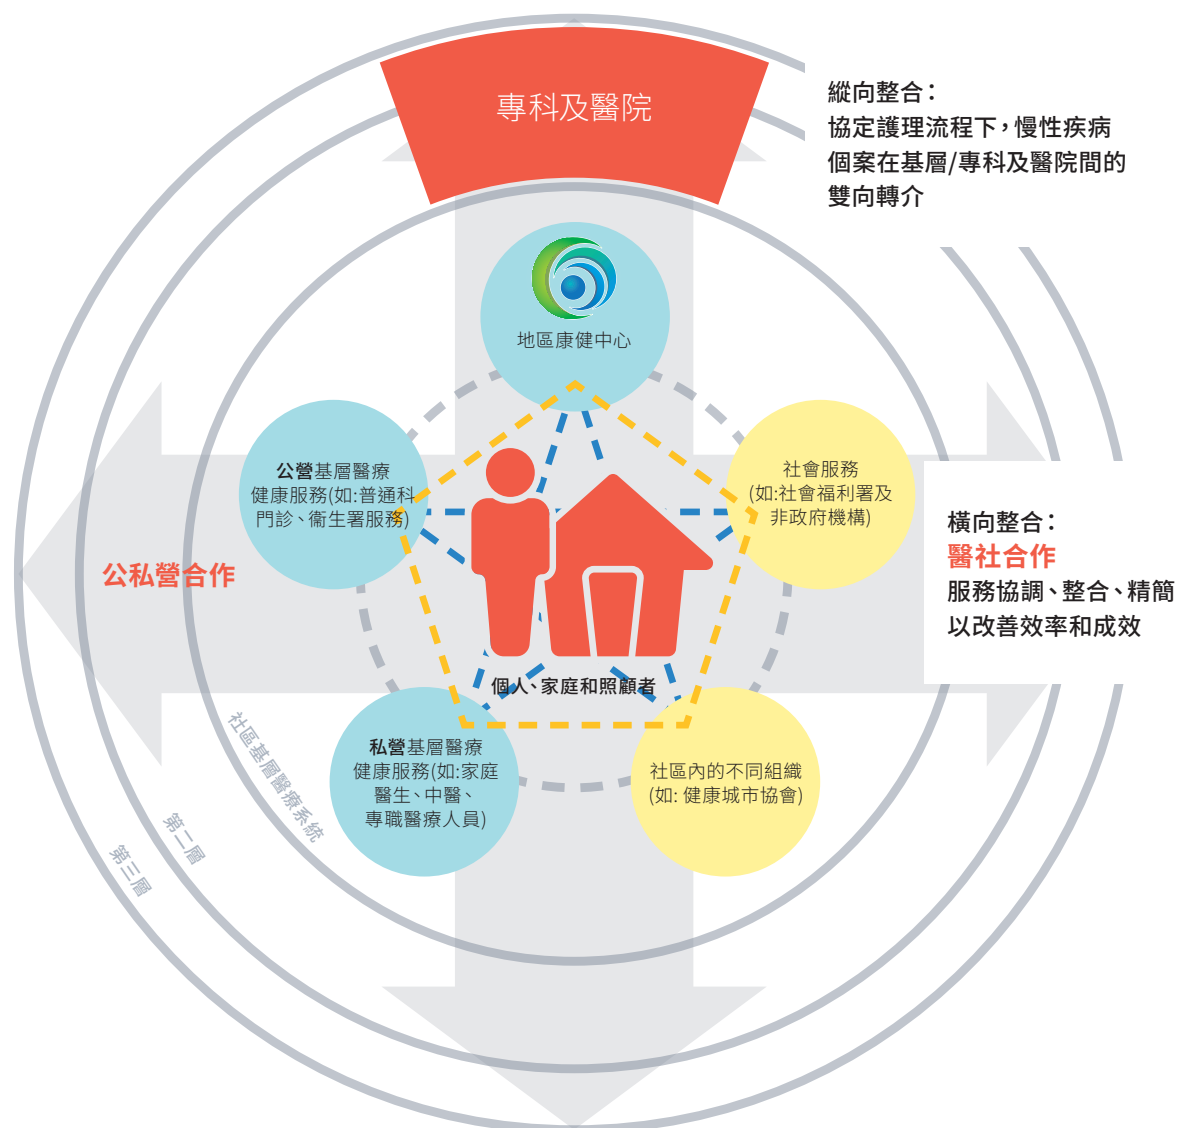 專科及醫院
縱向整合：
協定護理流程下，慢性疾病
個案在基層/專科及醫院間的
雙向轉介
地區康健中心
公營基層醫療
健康服務(如:普通科
門診、衞生署服務)
社會服務
(如:社會福利署及
非政府機構)
橫向整合：
醫社合作
服務協調、整合、精簡
以改善效率和成效
公私營合作
個人、家庭和照顧者
私營基層醫療
健康服務(如:家庭
醫生、中醫、
專職醫療人員)
社區內的不同組織
(如: 健康城市協會)
社區基層醫療系統
第二層
第三層